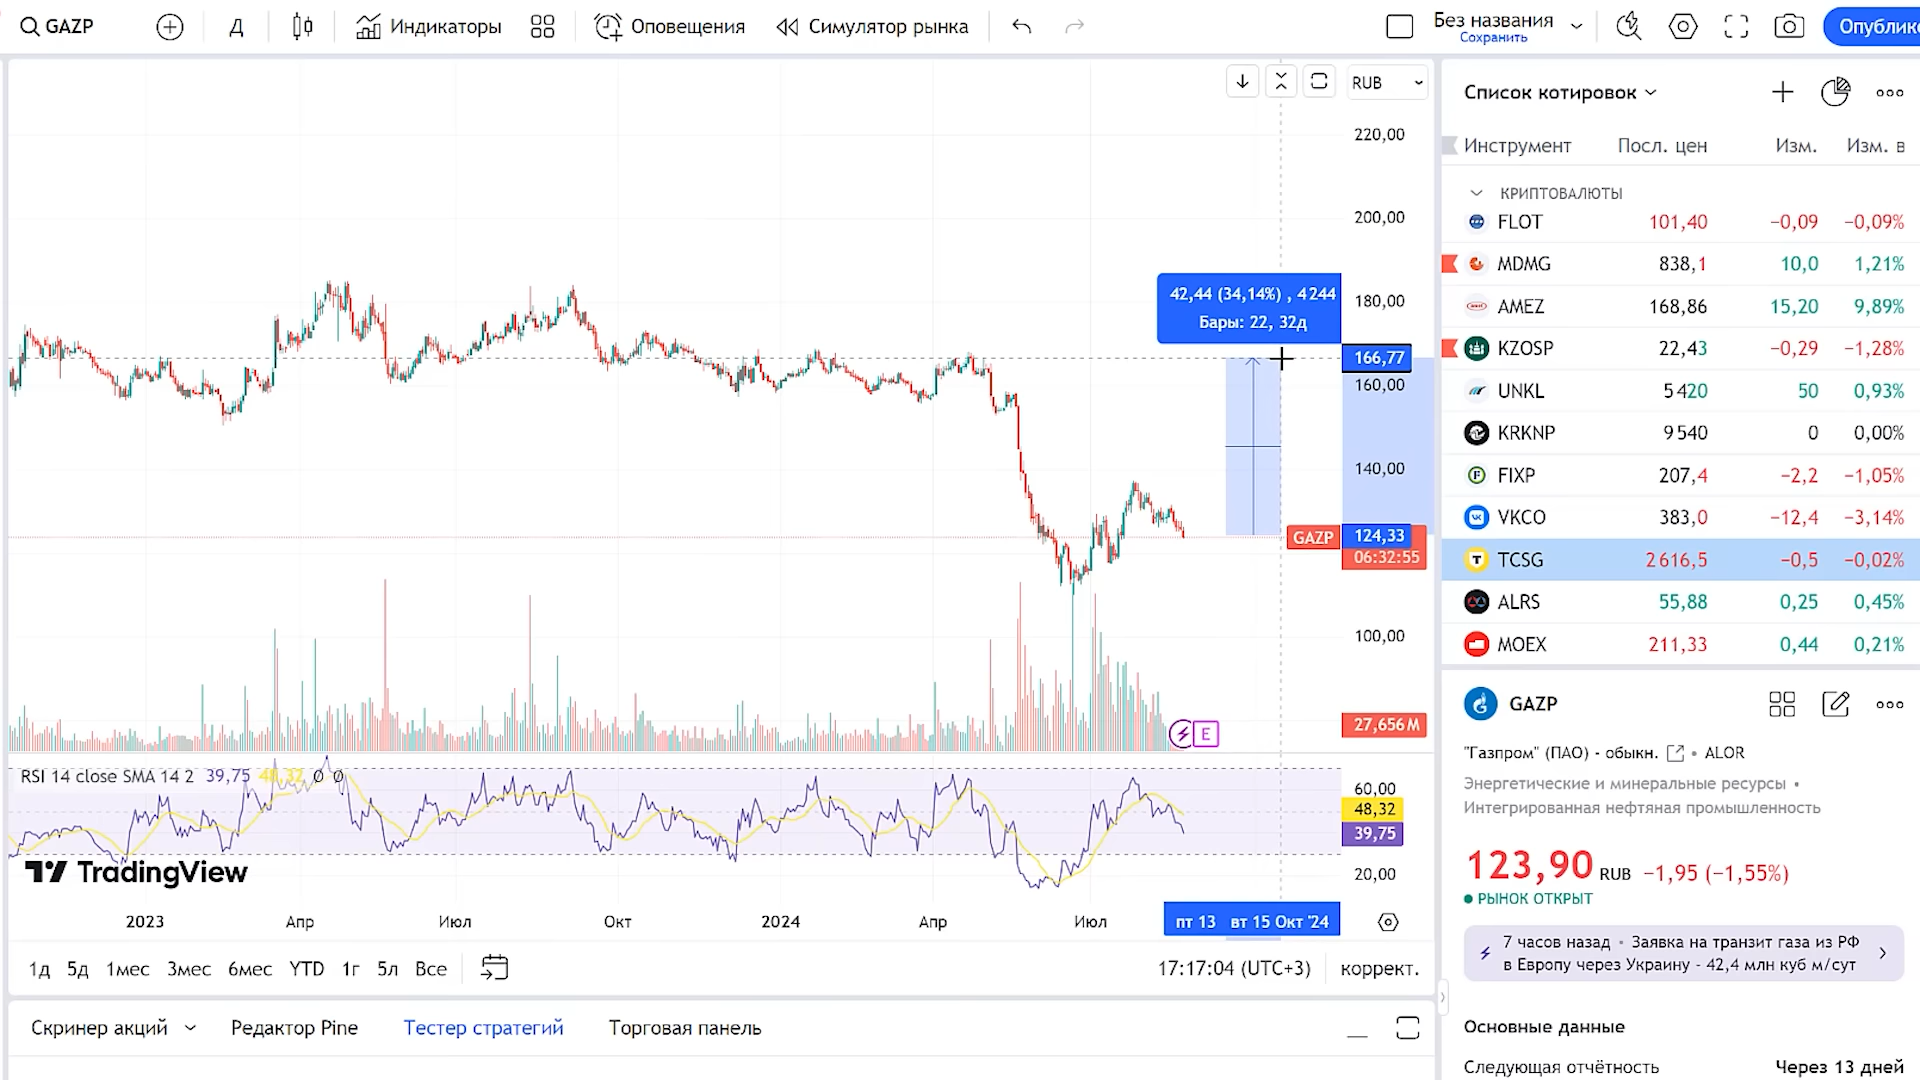 GAZP
Д
Индикаторы
Оповещения
Симулятор рынка
Без названия
Сохранить
RUB
220,00
200,00
180,00
160,00
140,00
100,00
42,44 (34,14%) , 4 244
Бары: 22, 32д
166,77
GAZP
124,33
06:32:55
27,656 M
E
RSI 14 close SMA 14 2 39,75 48,32 Ø Ø
60,00
48,32
39,75
20,00
TradingView
2023
Апр
Июл
Окт
2024
Апр
Июл
пт 13
вт 15 Окт '24
1д 5д 1мес 3мес 6мес YTD 1г 5л Все
17:17:04 (UTC+3)
коррект.
Скринер акций
Редактор Pine
Тестер стратегий
Торговая панель
Список котировок
Инструмент Посл. цен Изм. Изм. в
КРИПТОВАЛЮТЫ
FLOT 101,40 −0,09 −0,09%
MDMG 838,1 10,0 1,21%
AMEZ 168,86 15,20 9,89%
KZOSP 22,43 −0,29 −1,28%
UNKL 5 420 50 0,93%
KRKNP 9 540 0 0,00%
FIXP 207,4 −2,2 −1,05%
VKCO 383,0 −12,4 −3,14%
TCSG 2 616,5 −0,5 −0,02%
ALRS 55,88 0,25 0,45%
MOEX 211,33 0,44 0,21%
GAZP
"Газпром" (ПАО) - обыкн. • ALOR
Энергетические и минеральные ресурсы •
Интегрированная нефтяная промышленность
123,90 RUB −1,95 (−1,55%)
РЫНОК ОТКРЫТ
7 часов назад • Заявка на транзит газа из РФ
в Европу через Украину - 42,4 млн куб м/сут
Основные данные
Следующая отчётность Через 13 дней